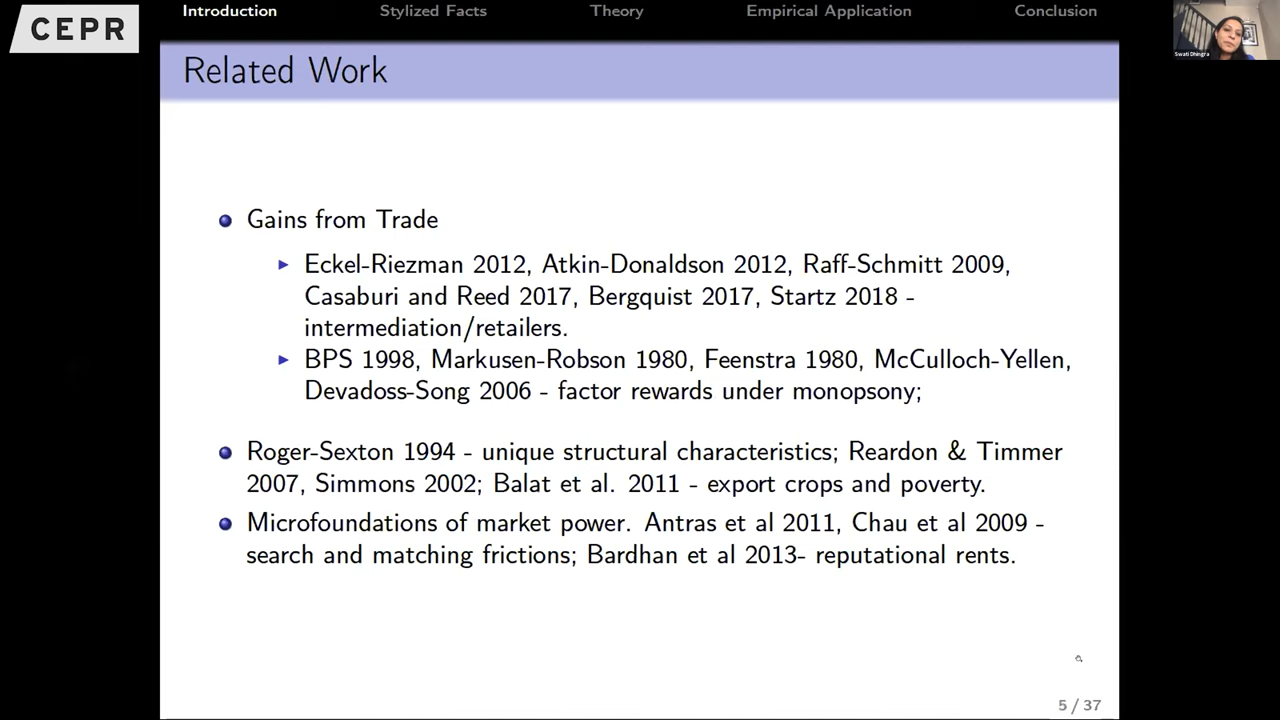 CEPR
Introduction
Stylized Facts
Theory
Empirical Application
Conclusion
Swati Dhingra
Related Work
Gains from Trade
Eckel-Riezman 2012, Atkin-Donaldson 2012, Raff-Schmitt 2009,
Casaburi and Reed 2017, Bergquist 2017, Startz 2018 -
intermediation/retailers.
BPS 1998, Markusen-Robson 1980, Feenstra 1980, McCulloch-Yellen,
Devadoss-Song 2006 - factor rewards under monopsony;
Roger-Sexton 1994 - unique structural characteristics; Reardon & Timmer
2007, Simmons 2002; Balat et al. 2011 - export crops and poverty.
Microfoundations of market power. Antras et al 2011, Chau et al 2009 -
search and matching frictions; Bardhan et al 2013- reputational rents.
5 / 37